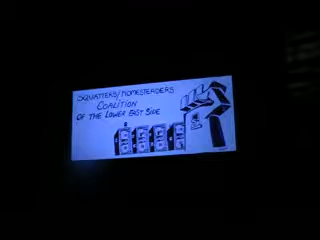 SQUATTERS/HOMESTEADERS
COALITION
OF THE LOWER EAST SIDE